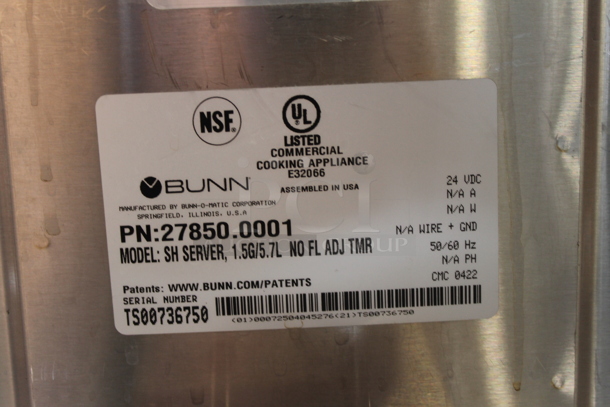 NSF®
UL®
LISTED
COMMERCIAL
COOKING APPLIANCE
E32066
BUNN®
ASSEMBLED IN USA
MANUFACTURED BY BUNN-O-MATIC CORPORATION
SPRINGFIELD, ILLINOIS, U.S.A
24 VDC
N/A A
N/A W
PN:27850.0001
N/A WIRE + GND
MODEL: SH SERVER, 1.5G/5.7L NO FL ADJ TMR
50/60 Hz
N/A PH
CMC 0422
Patents: WWW.BUNN.COM/PATENTS
SERIAL NUMBER
TS00736750
(01)00072504045276(21)TS00736750